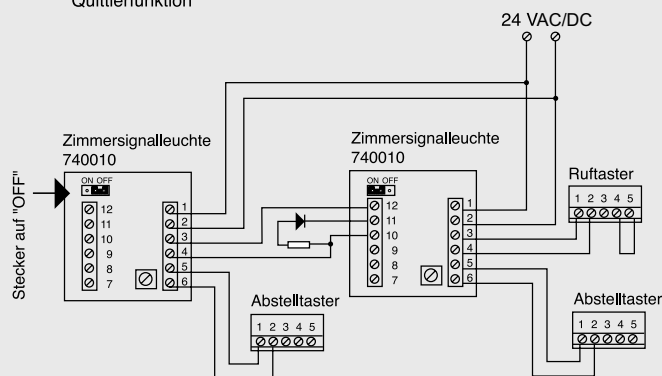 Quittierfunktion
24 VAC/DC
Zimmersignalleuchte
740010
ON OFF
12
11
10
9
8
7
1
2
3
4
5
6
Stecker auf "OFF"
Zimmersignalleuchte
740010
ON OFF
12
11
10
9
8
7
1
2
3
4
5
6
Ruftaster
1 2 3 4 5
Abstelltaster
1 2 3 4 5
Abstelltaster
1 2 3 4 5